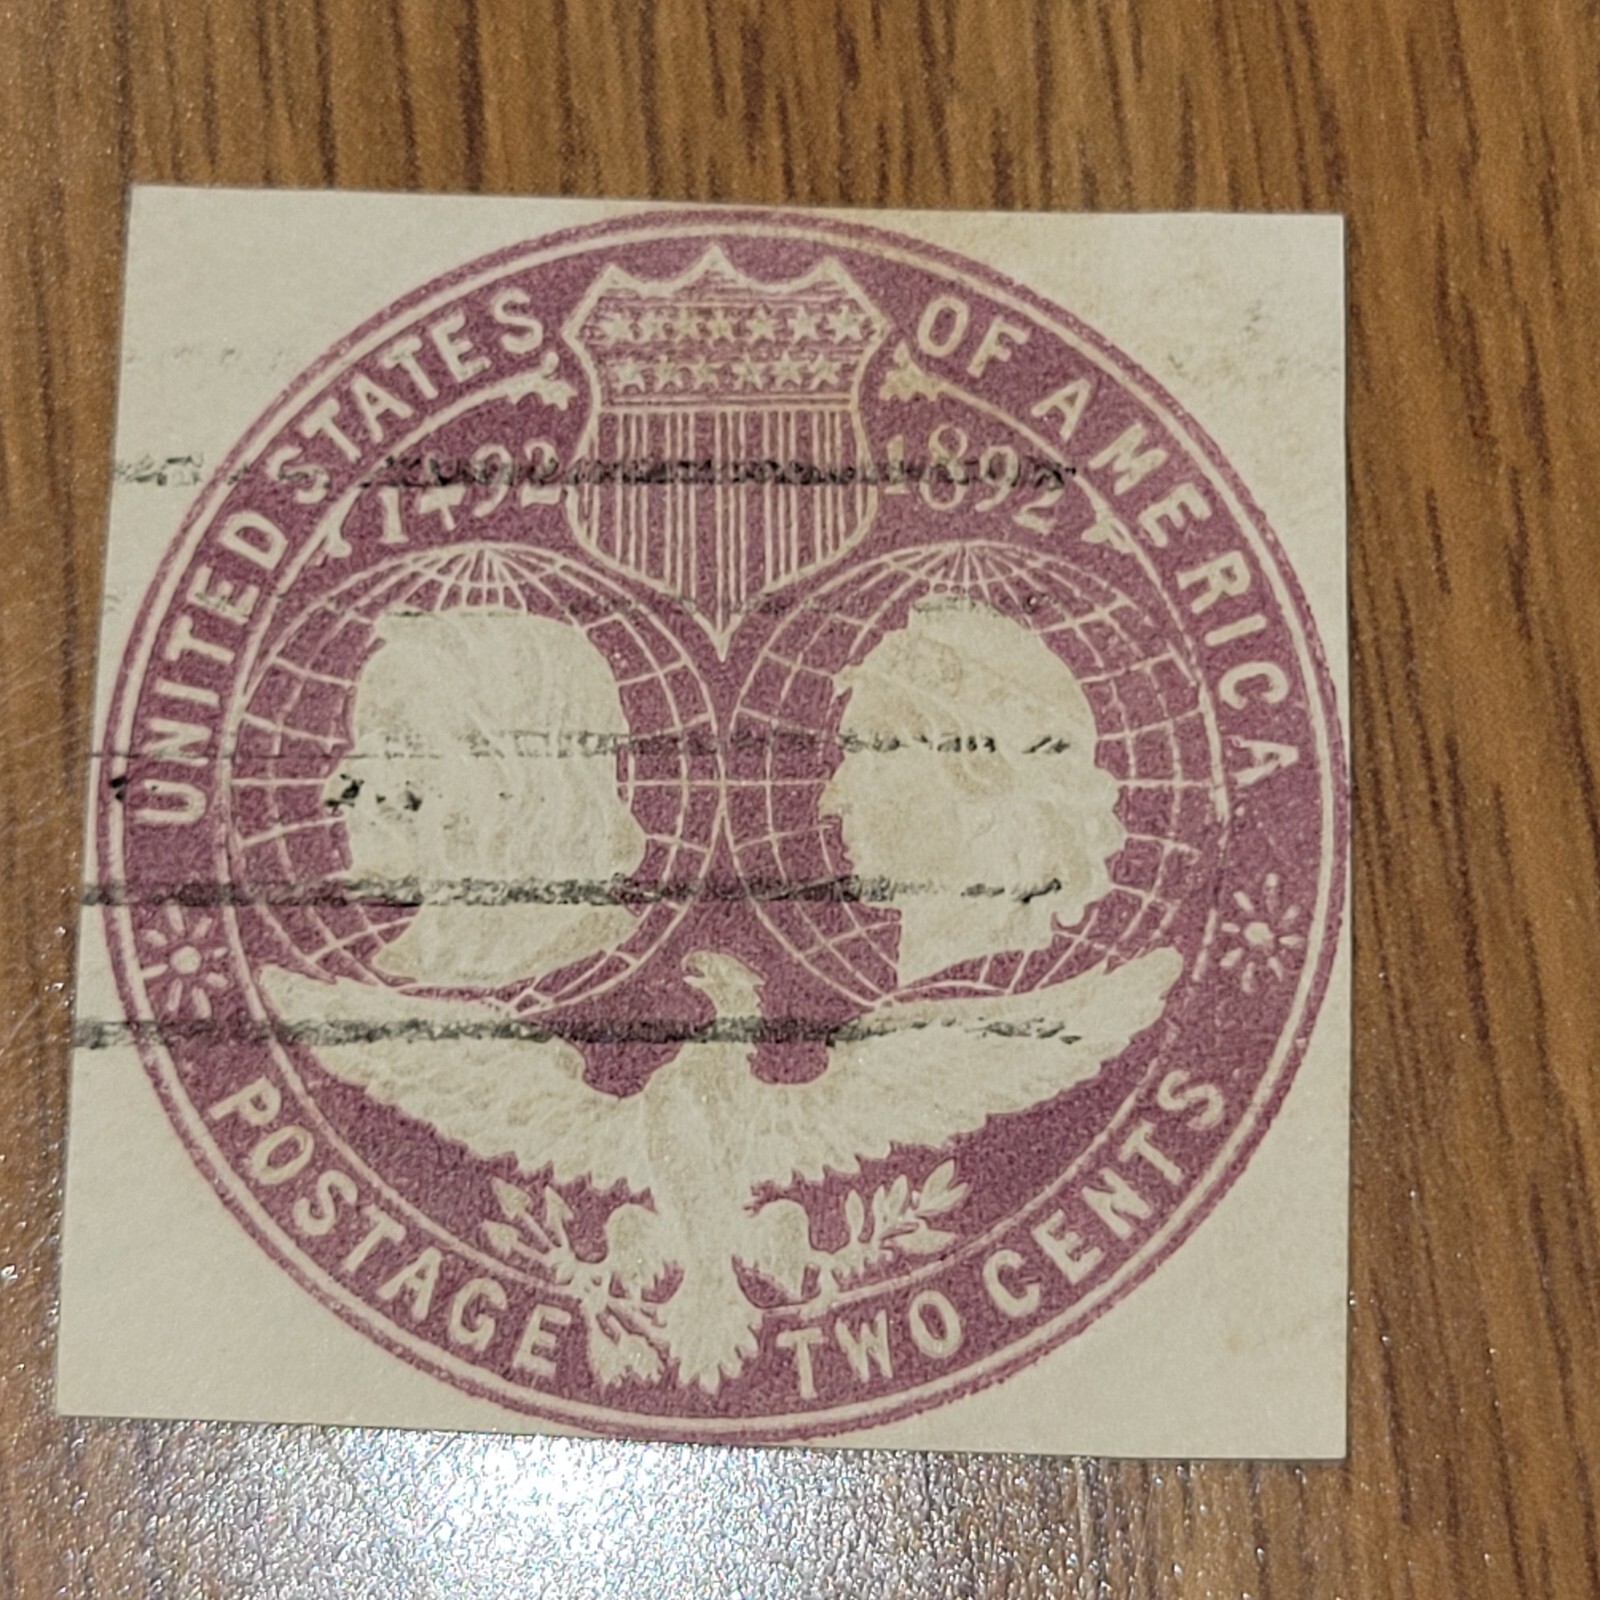 UNITED STATES OF AMERICA
1492 1892
POSTAGE TWO CENTS